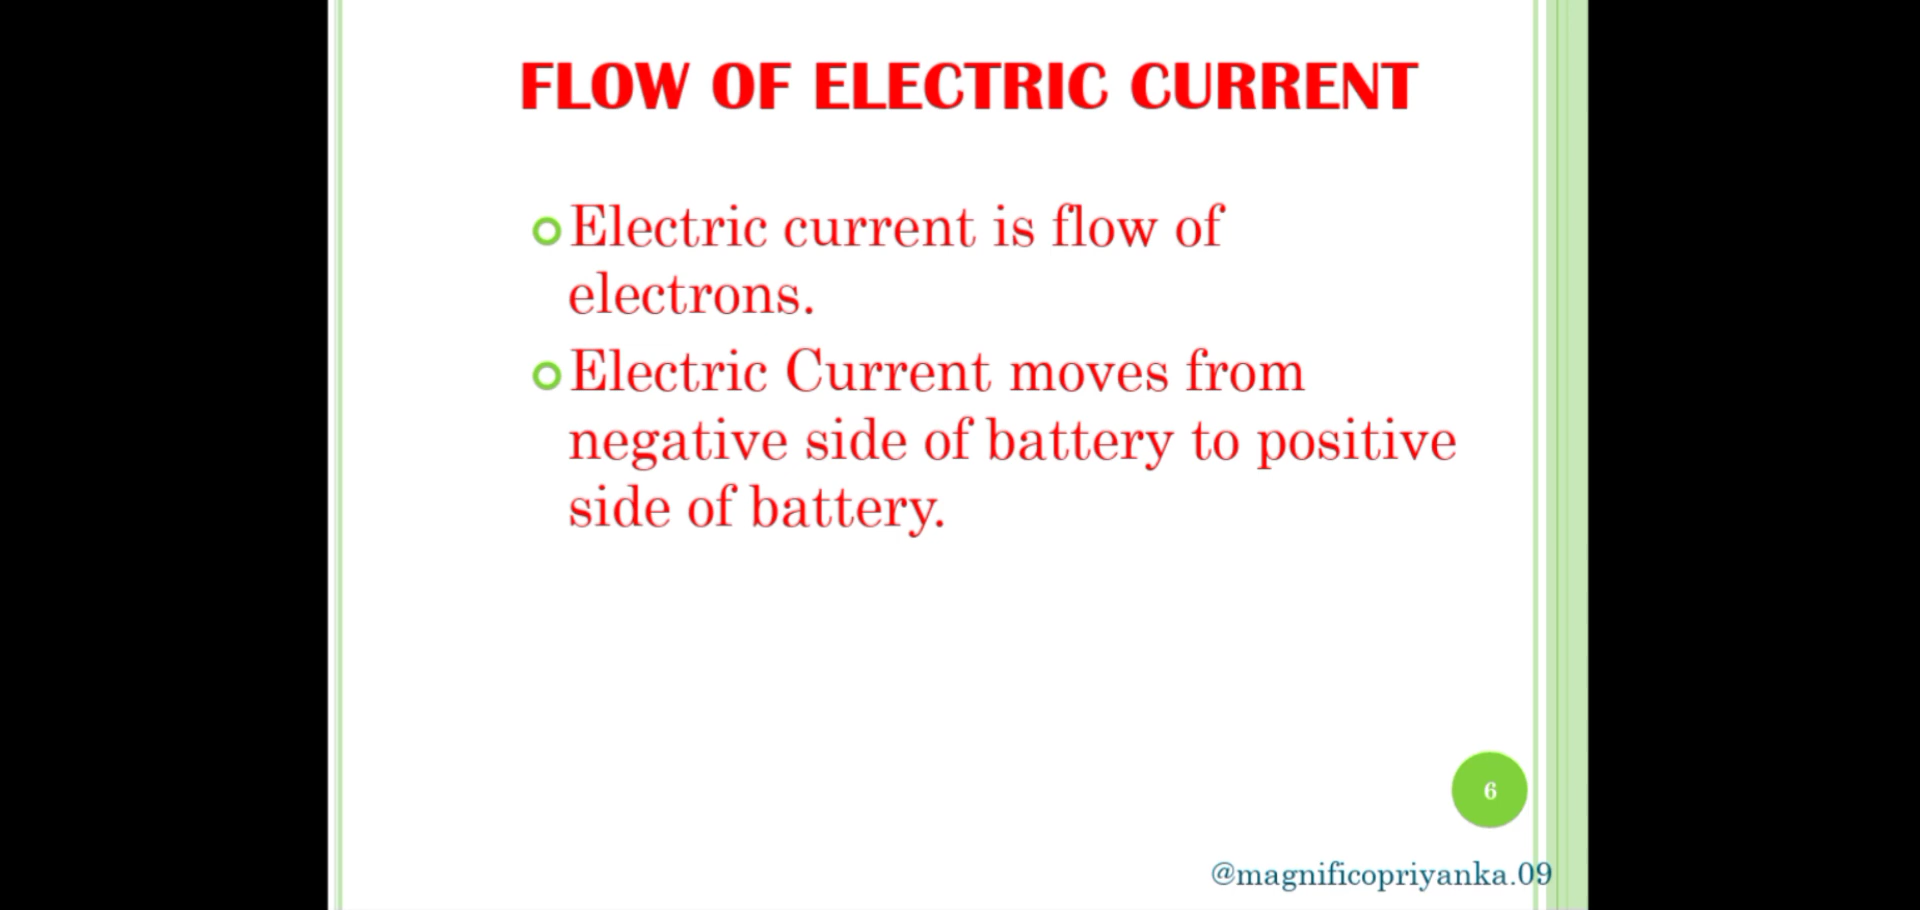 FLOW OF ELECTRIC CURRENT
Electric current is flow of
electrons.
Electric Current moves from
negative side of battery to positive
side of battery.
6
@magnificopriyanka.09